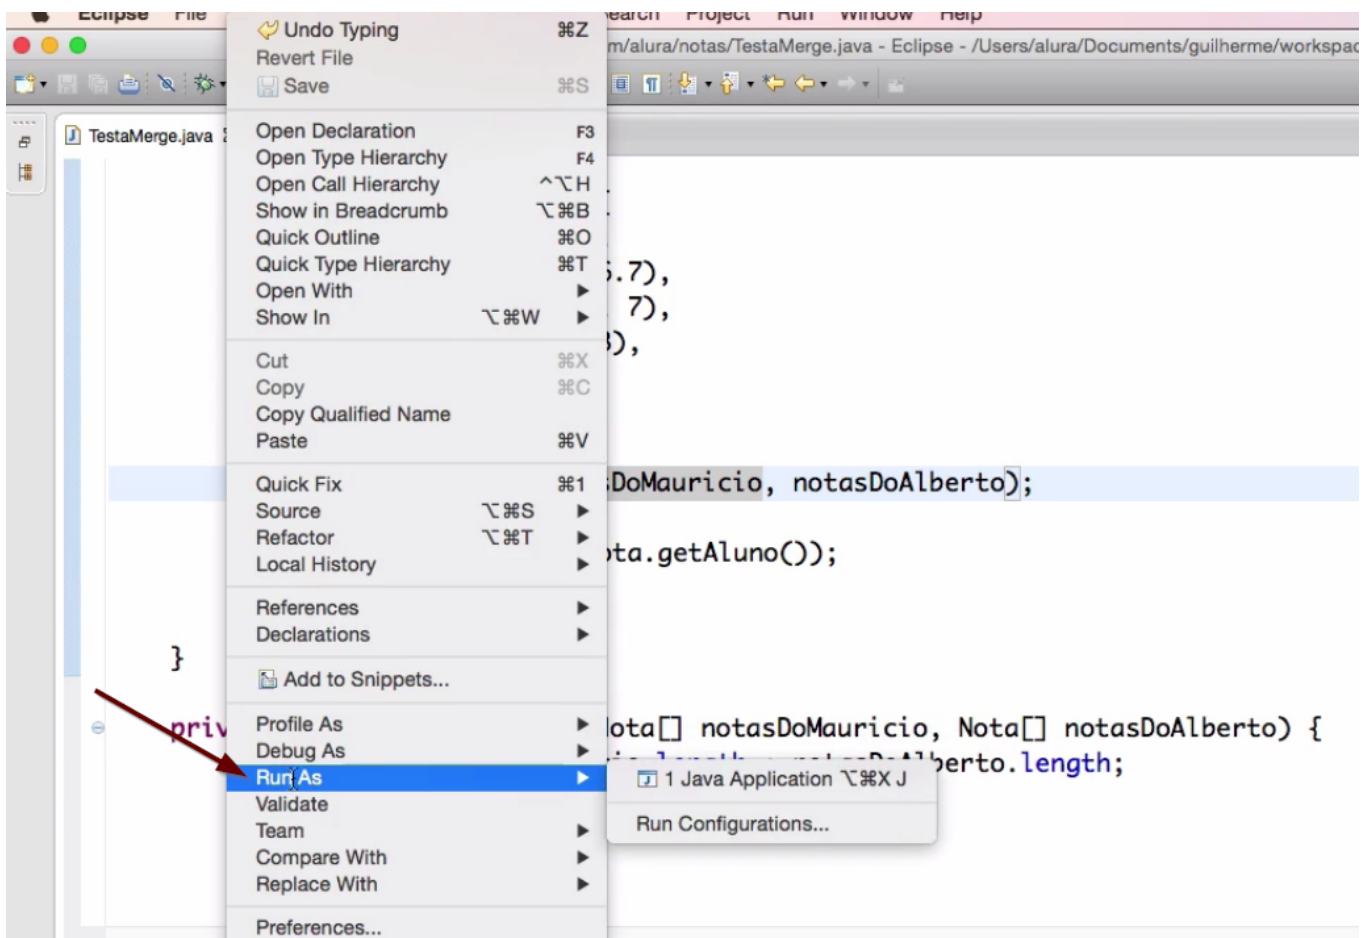 Eclipse File Search Project Run Window Help
m/alura/notas/TestaMerge.java - Eclipse - /Users/alura/Documents/guilherme/workspac
TestaMerge.java
Undo Typing ⌘Z
Revert File
Save ⌘S
Open Declaration F3
Open Type Hierarchy F4
Open Call Hierarchy ^⌥H
Show in Breadcrumb ⌥⌘B
Quick Outline ⌘O
Quick Type Hierarchy ⌘T
Open With ▶
Show In ⌥⌘W ▶
Cut ⌘X
Copy ⌘C
Copy Qualified Name
Paste ⌘V
Quick Fix ⌘1
Source ⌥⌘S ▶
Refactor ⌥⌘T ▶
Local History ▶
References ▶
Declarations ▶
Add to Snippets...
Profile As ▶
Debug As ▶
Run As ▶
Validate
Team ▶
Compare With ▶
Replace With ▶
Preferences...
1 Java Application ⌥⌘X J
Run Configurations...
.7),
7),
),
DoMauricio, notasDoAlberto);
ta.getAluno());
}
priv
ota[] notasDoMauricio, Nota[] notasDoAlberto) {
berto.length;